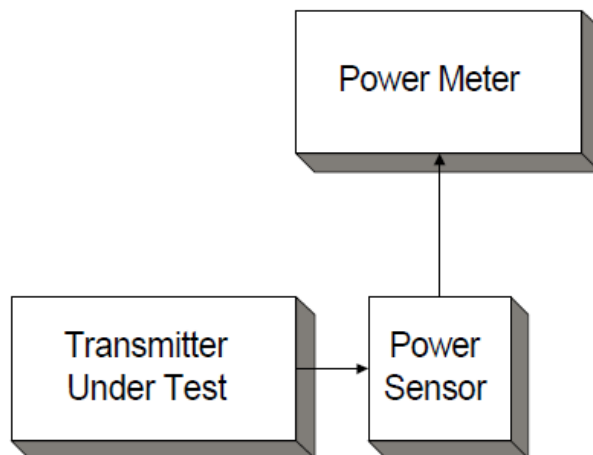 Power Meter
Transmitter
Under Test
Power
Sensor